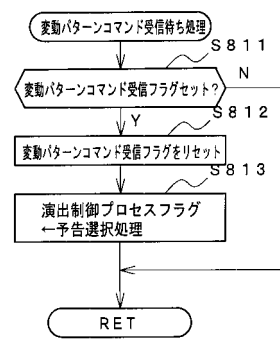 変動パターンコマンド受信待ち処理
S811
変動パターンコマンド受信フラグセット?
N
Y
S812
変動パターンコマンド受信フラグをリセット
S813
演出制御プロセスフラグ
←予告選択処理
RET